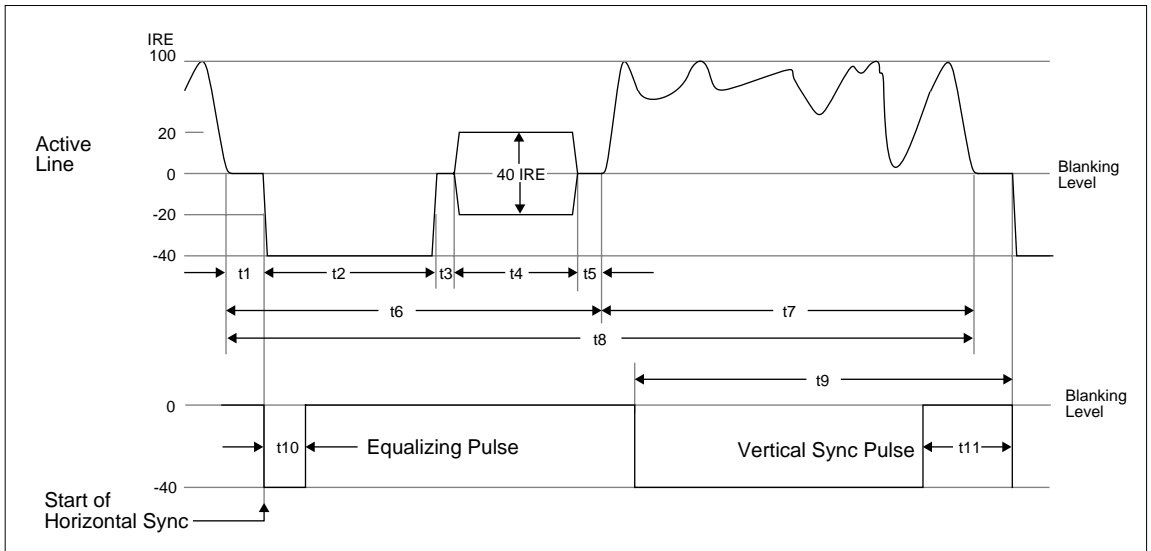 IRE
100
20
Active
Line
40 IRE
0
Blanking
Level
-20
-40
t1
t2
t3
t4
t5
t6
t7
t8
t9
0
Blanking
Level
t10
Equalizing Pulse
Vertical Sync Pulse
t11
-40
Start of
Horizontal Sync